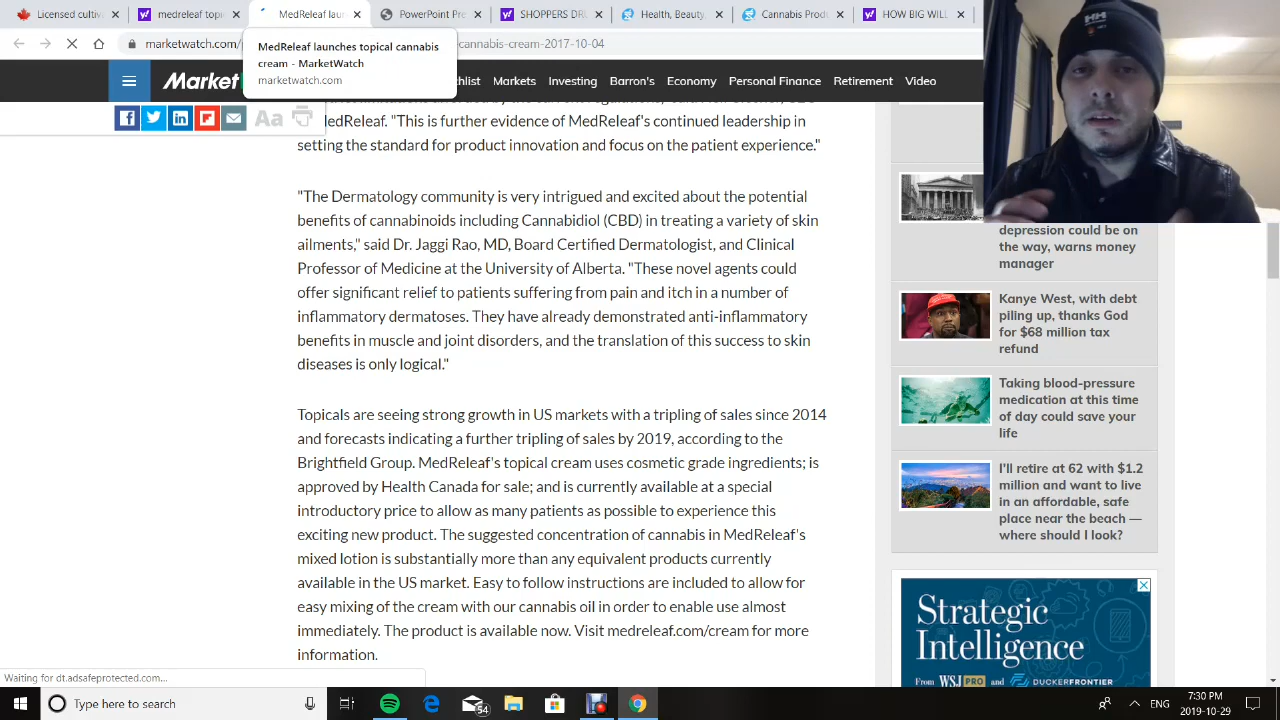 Licensed culti
medreleaf topi
MedReleaf lau
PowerPoint Pre
SHOPPERS DR
Health, Beauty
Cannabis Prod
HOW BIG WILL
marketwatch.com/
cannabis-cream-2017-10-04
MedReleaf launches topical cannabis
cream - MarketWatch
marketwatch.com
Market
hlist
Markets
Investing
Barron's
Economy
Personal Finance
Retirement
Video
Aa
MedReleaf. "This is further evidence of MedReleaf's continued leadership in
setting the standard for product innovation and focus on the patient experience."
"The Dermatology community is very intrigued and excited about the potential
benefits of cannabinoids including Cannabidiol (CBD) in treating a variety of skin
ailments," said Dr. Jaggi Rao, MD, Board Certified Dermatologist, and Clinical
Professor of Medicine at the University of Alberta. "These novel agents could
offer significant relief to patients suffering from pain and itch in a number of
inflammatory dermatoses. They have already demonstrated anti-inflammatory
benefits in muscle and joint disorders, and the translation of this success to skin
diseases is only logical."
Topicals are seeing strong growth in US markets with a tripling of sales since 2014
and forecasts indicating a further tripling of sales by 2019, according to the
Brightfield Group. MedReleaf's topical cream uses cosmetic grade ingredients; is
approved by Health Canada for sale; and is currently available at a special
introductory price to allow as many patients as possible to experience this
exciting new product. The suggested concentration of cannabis in MedReleaf's
mixed lotion is substantially more than any equivalent products currently
available in the US market. Easy to follow instructions are included to allow for
easy mixing of the cream with our cannabis oil in order to enable use almost
immediately. The product is available now. Visit medreleaf.com/cream for more
information.
depression could be on
the way, warns money
manager
Kanye West, with debt
piling up, thanks God
for $68 million tax
refund
Taking blood-pressure
medication at this time
of day could save your
life
I'll retire at 62 with $1.2
million and want to live
in an affordable, safe
place near the beach —
where should I look?
Strategic
Intelligence
From WSJ PRO and DUCKERFRONTIER
HH
Waiting for dt.adsafeprotected.com...
Type here to search
54
ENG
7:30 PM
2019-10-29